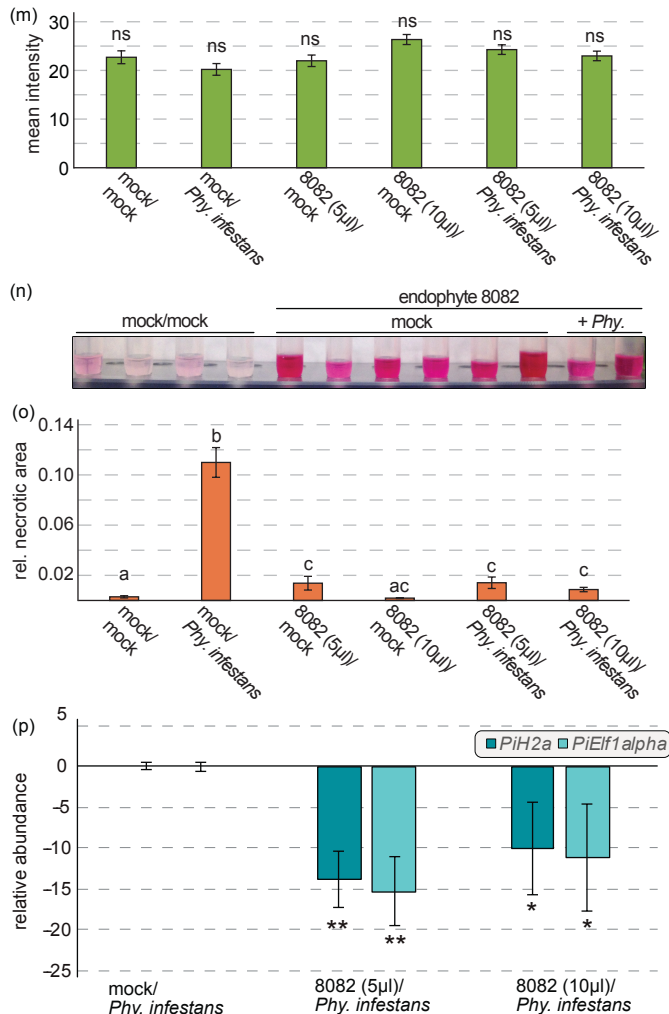 (m)
30
20
10
0
mean intensity
ns
ns
ns
ns
ns
ns
mock/
mock
mock/
Phy. infestans
8082 (5µl)/
mock
8082 (10µl)/
mock
8082 (5µl)/
Phy. infestans
8082 (10µl)/
Phy. infestans
(n)
endophyte 8082
mock/mock
mock
+ Phy.
(o)
0.14
0.10
0.06
0.02
rel. necrotic area
a
b
c
ac
c
c
mock/
mock
mock/
Phy. infestans
8082 (5µl)/
mock
8082 (10µl)/
mock
8082 (5µl)/
Phy. infestans
8082 (10µl)/
Phy. infestans
(p)
5
0
−5
−10
−15
−20
−25
relative abundance
PiH2a
PiElf1alpha
**
**
*
*
mock/
Phy. infestans
8082 (5µl)/
Phy. infestans
8082 (10µl)/
Phy. infestans